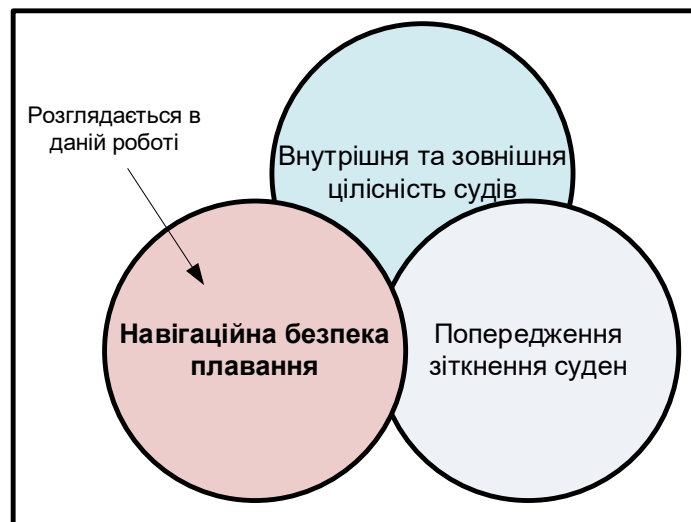 Розглядається в
даній роботі
Внутрішня та зовнішня
цілісність судів
Навігаційна безпека
плавання
Попередження
зіткнення суден